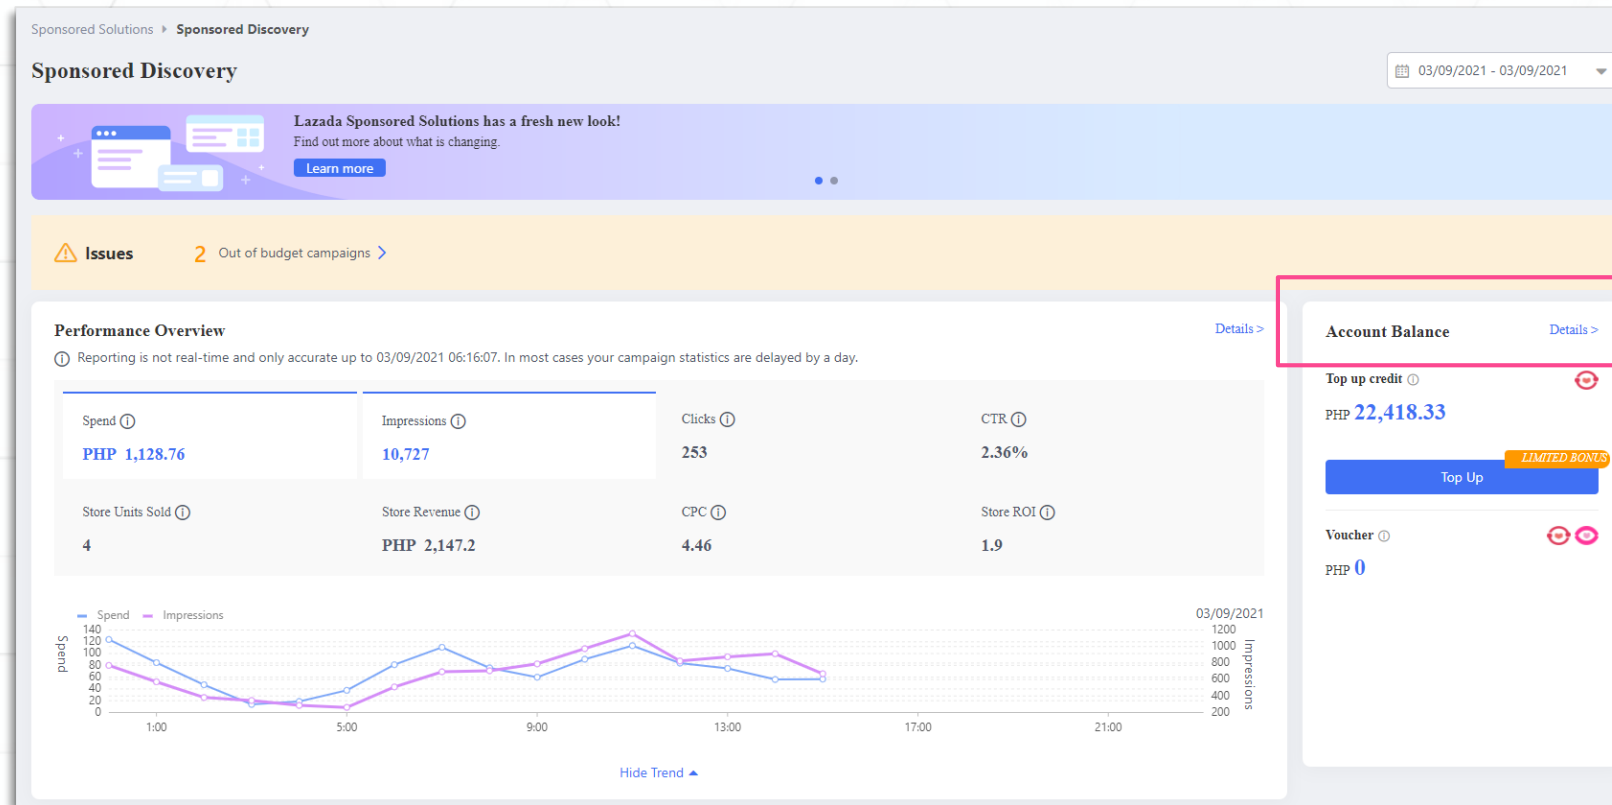 Sponsored Solutions Sponsored Discovery
Sponsored Discovery
03/09/2021 - 03/09/2021
Lazada Sponsored Solutions has a fresh new look!
Find out more about what is changing.
Learn more
Issues 2 Out of budget campaigns >
Performance Overview Details >
Reporting is not real-time and only accurate up to 03/09/2021 06:16:07. In most cases your campaign statistics are delayed by a day.
Spend Impressions Clicks CTR
PHP 1,128.76 10,727 253 2.36%
Store Units Sold Store Revenue CPC Store ROI
4 PHP 2,147.2 4.46 1.9
Spend Impressions 03/09/2021
Spend
140
120
100
80
60
40
20
0
1200
1000
800
600
400
200
Impressions
1:00 5:00 9:00 13:00 17:00 21:00
Hide Trend
Account Balance Details >
Top up credit
PHP 22,418.33
LIMITED BONUS
Top Up
Voucher
PHP 0